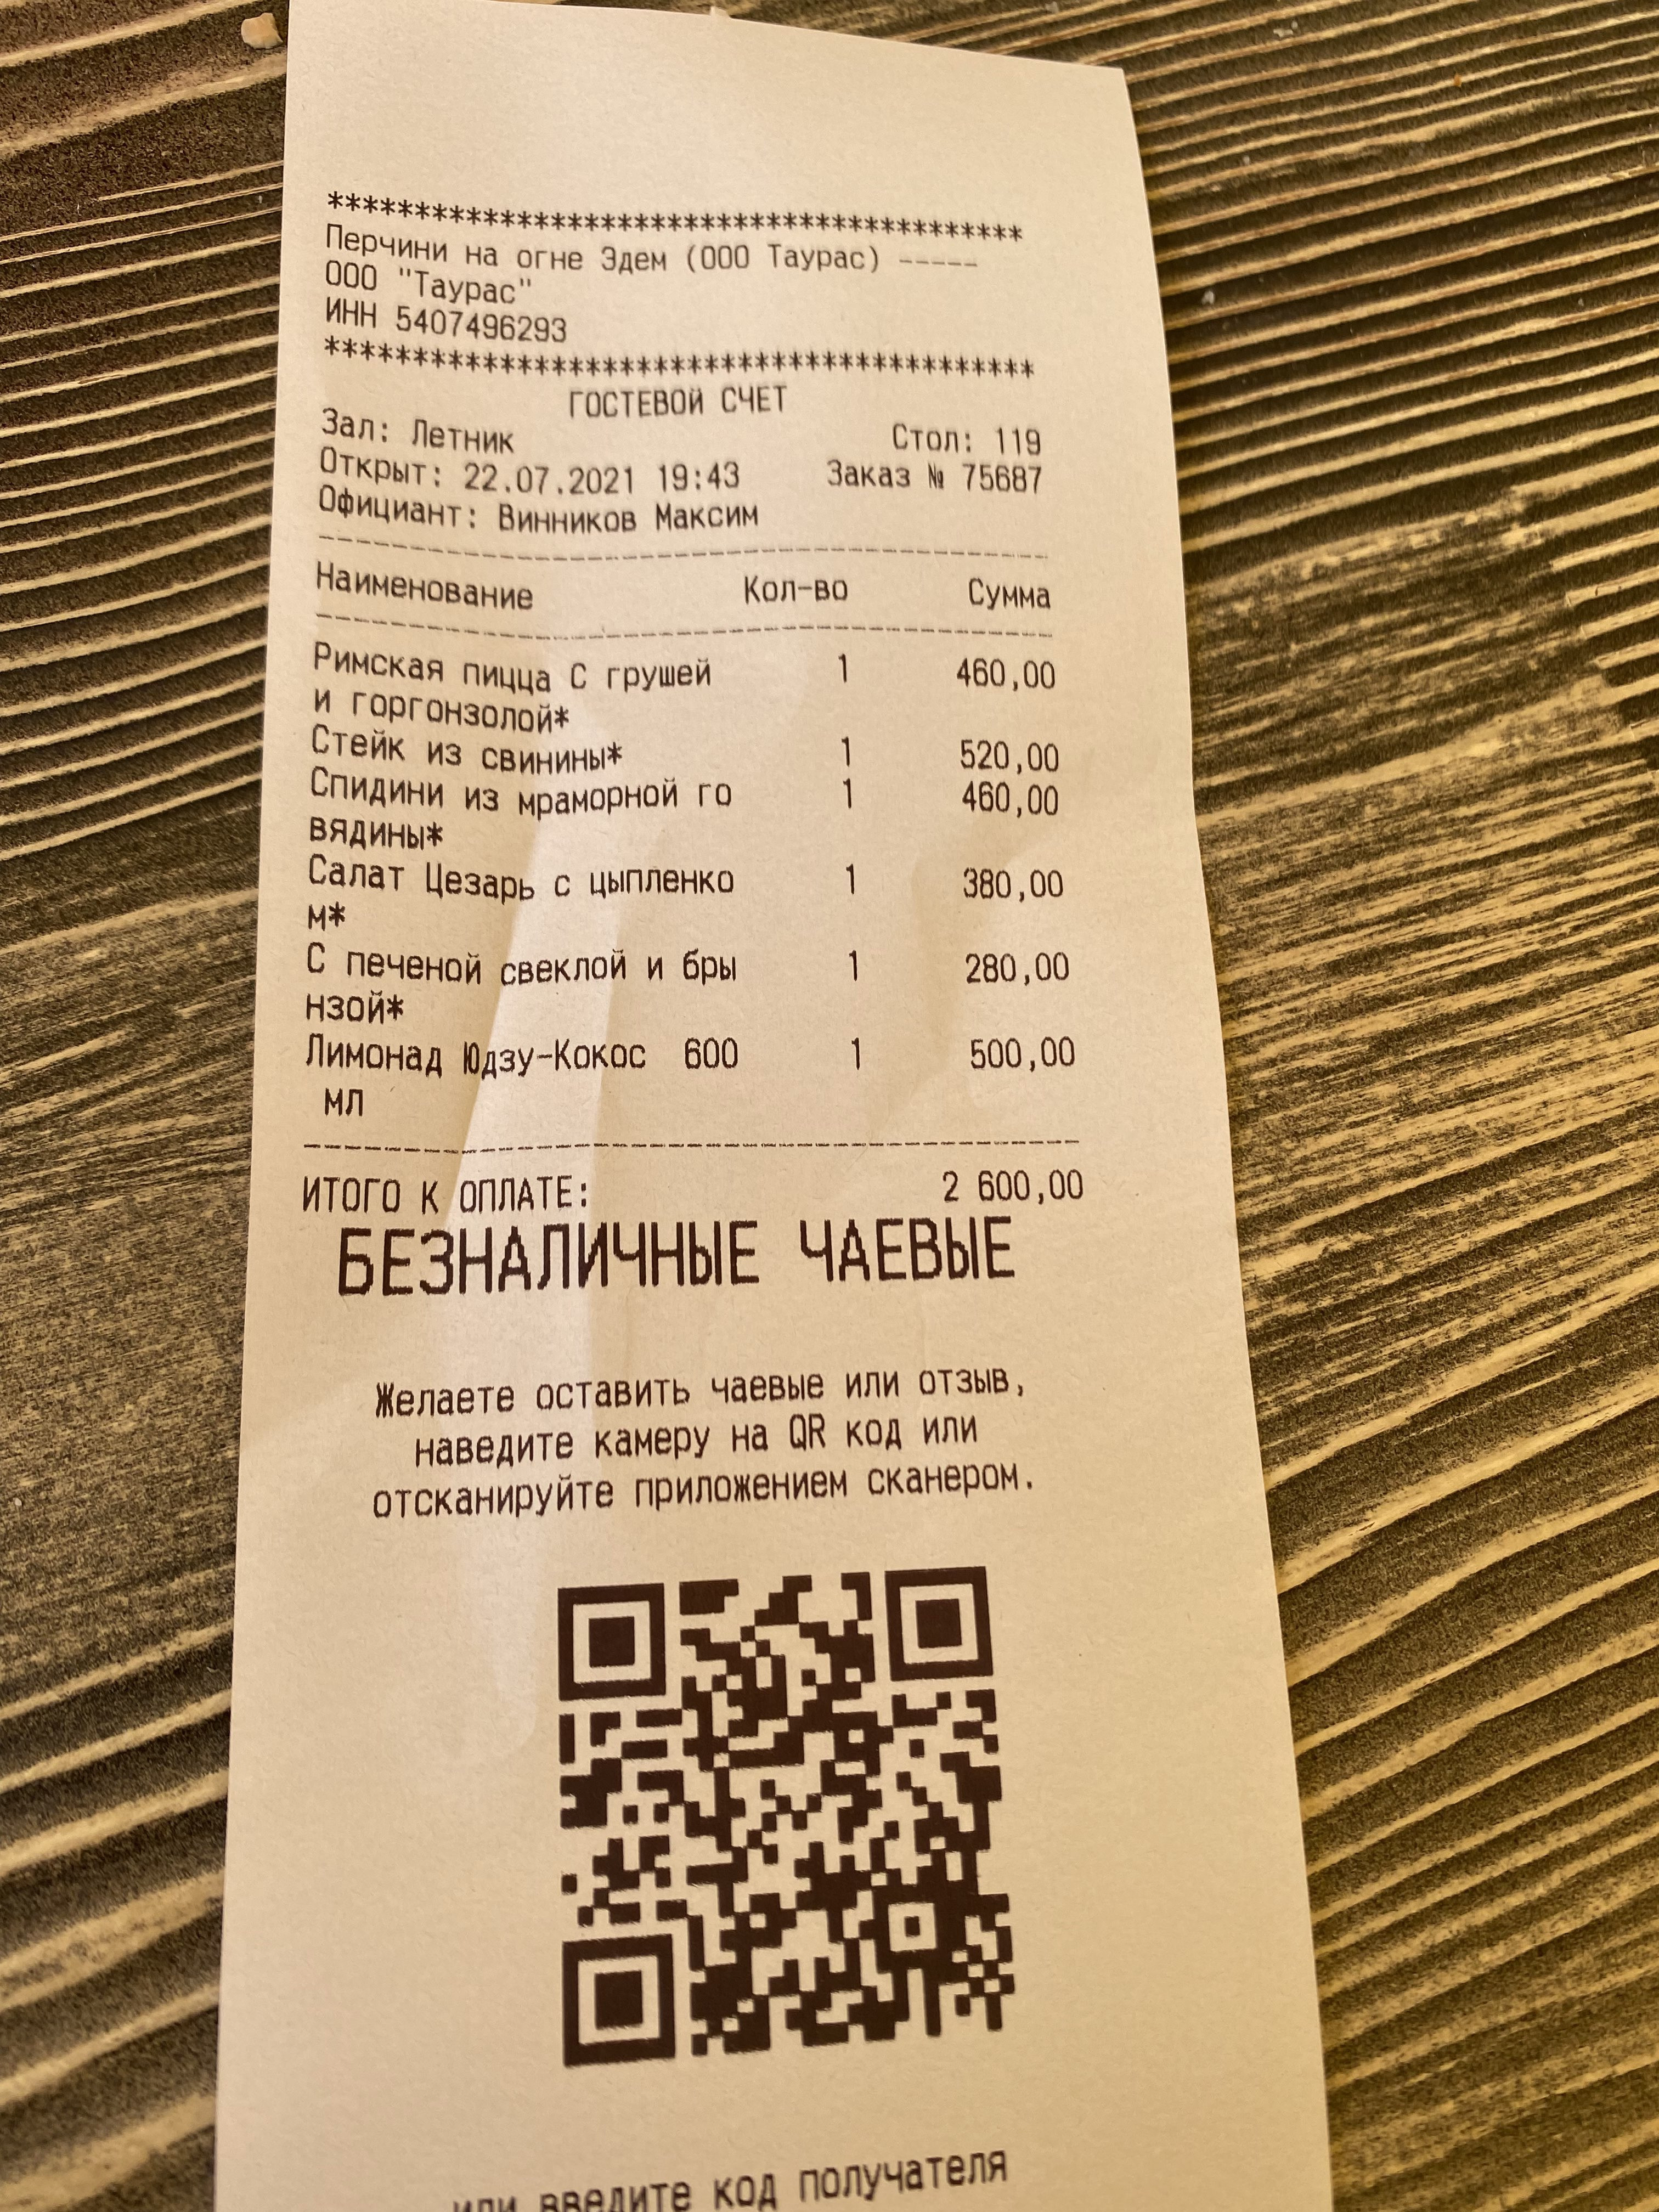 ******************************************
Перчини на огне Эдем (ООО Таурас) -----
ООО "Таурас"
ИНН 5407496293
******************************************
ГОСТЕВОЙ СЧЕТ
Зал: Летник Стол: 119
Открыт: 22.07.2021 19:43 Заказ № 75687
Официант: Винников Максим
Наименование Кол-во Сумма
Римская пицца С грушей 1 460,00
и горгонзолой*
Стейк из свинины* 1 520,00
Спидини из мраморной го 1 460,00
вядины*
Салат Цезарь с цыпленко 1 380,00
м*
С печеной свеклой и бры 1 280,00
нзой*
Лимонад Юдзу-Кокос 600 1 500,00
мл
ИТОГО К ОПЛАТЕ: 2 600,00
БЕЗНАЛИЧНЫЕ ЧАЕВЫЕ
Желаете оставить чаевые или отзыв,
наведите камеру на QR код или
отсканируйте приложением сканером.
или введите код получателя